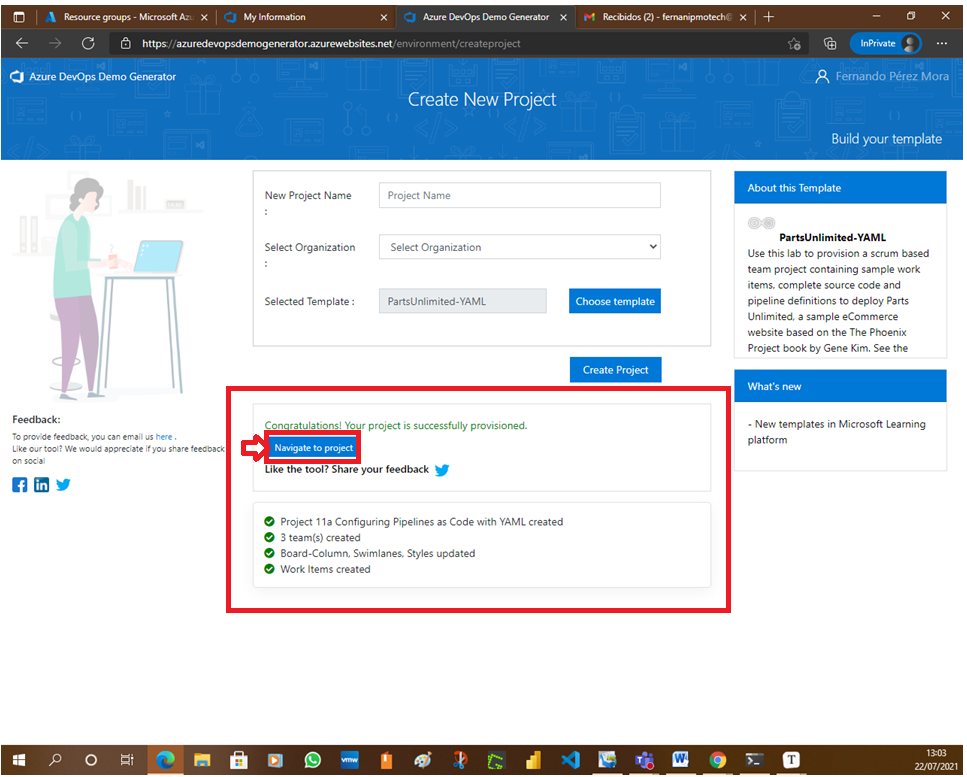 Resource groups - Microsoft Azu
My Information
Azure DevOps Demo Generator
Recibidos (2) - fernanipmotech@
https://azuredevopsdemogenerator.azurewebsites.net/environment/createproject
InPrivate
Azure DevOps Demo Generator
Fernando Pérez Mora
Create New Project
Build your template
New Project Name
:
Project Name
Select Organization
:
Select Organization
Selected Template :
PartsUnlimited-YAML
Choose template
Create Project
About this Template
PartsUnlimited-YAML
Use this lab to provision a scrum based
team project containing sample work
items, complete source code and
pipeline definitions to deploy Parts
Unlimited, a sample eCommerce
website based on the The Phoenix
Project book by Gene Kim. See the
What's new
- New templates in Microsoft Learning
platform
Feedback:
To provide feedback, you can email us here .
Like our tool? We would appreciate if you share feedback
on social
Congratulations! Your project is successfully provisioned.
Navigate to project
Like the tool? Share your feedback
Project 11a Configuring Pipelines as Code with YAML created
3 team(s) created
Board-Column, Swimlanes, Styles updated
Work Items created
vmw
13:03
22/07/2021